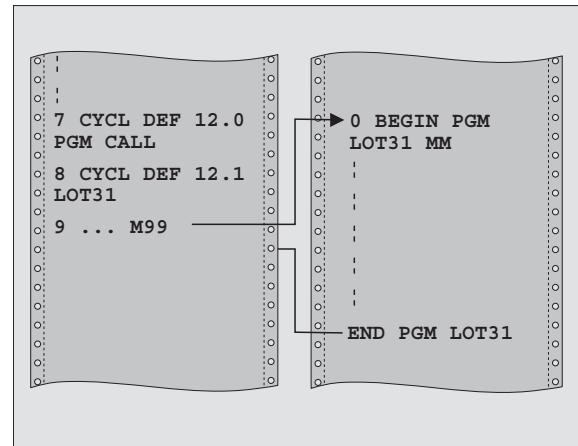 7 CYCL DEF 12.0
PGM CALL
8 CYCL DEF 12.1
LOT31
9 ... M99
0 BEGIN PGM
LOT31 MM
END PGM LOT31